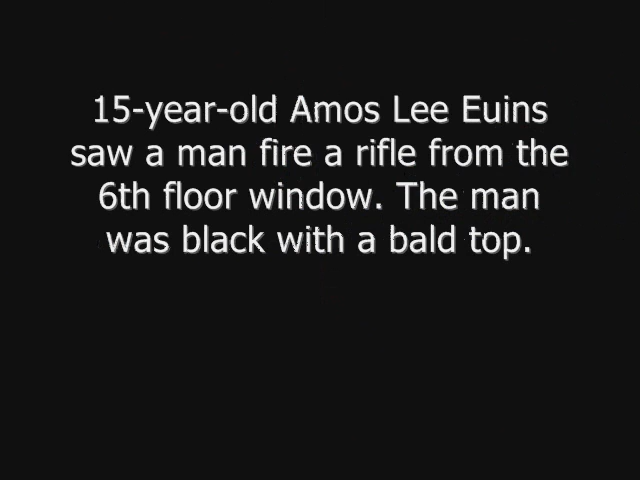 15-year-old Amos Lee Euins
saw a man fire a rifle from the
6th floor window. The man
was black with a bald top.